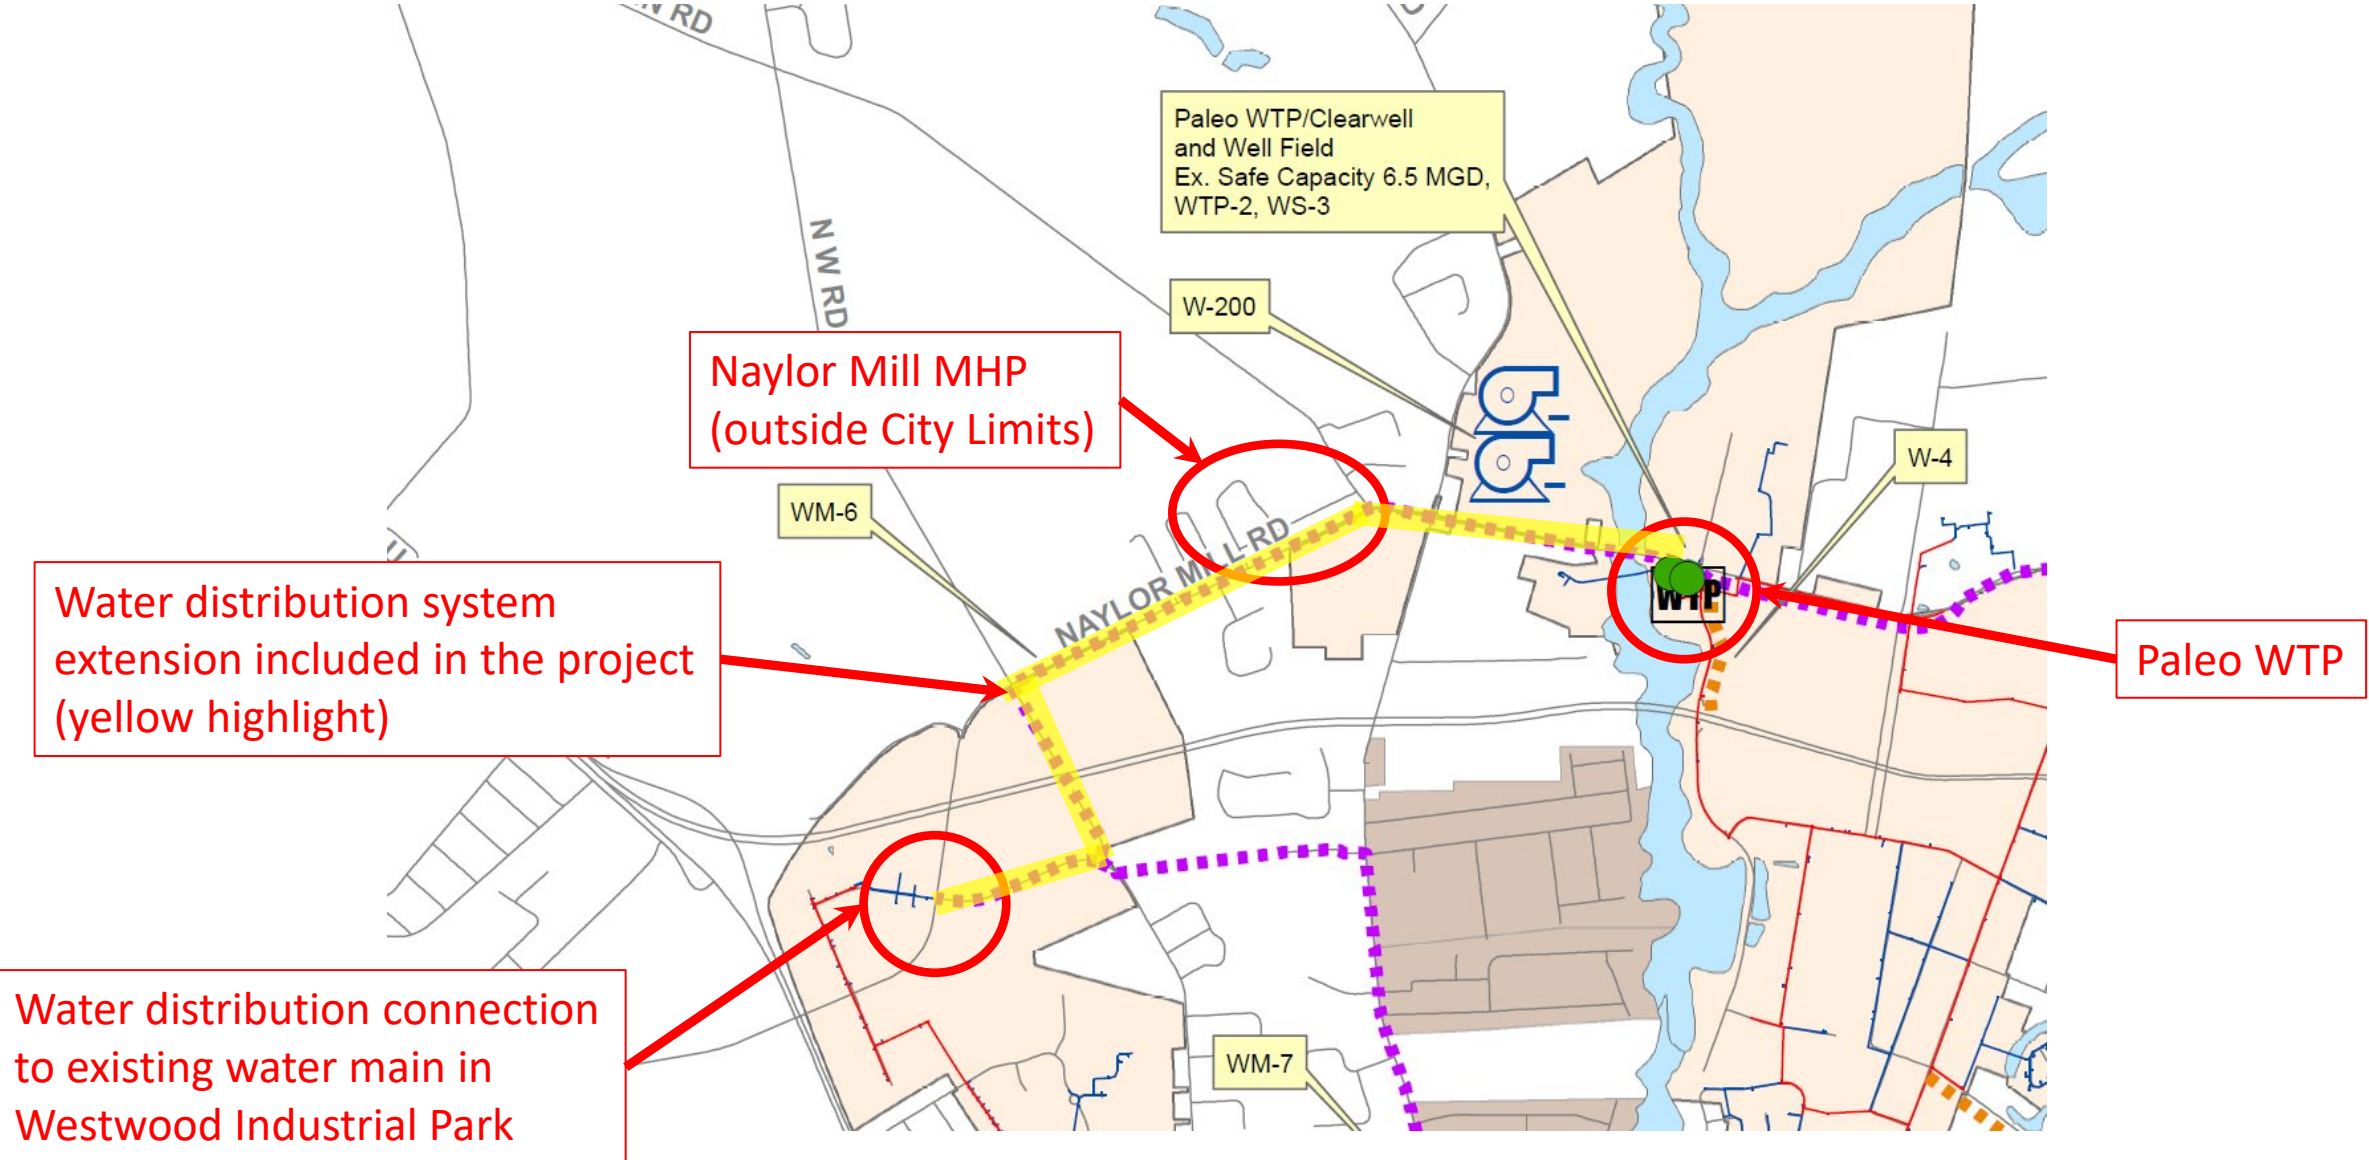 RD
N W RD
Paleo WTP/Clearwell
and Well Field
Ex. Safe Capacity 6.5 MGD,
WTP-2, WS-3
W-200
Naylor Mill MHP
(outside City Limits)
W-4
WM-6
NAYLOR MILL RD
WTP
Water distribution system
extension included in the project
(yellow highlight)
Paleo WTP
Water distribution connection
to existing water main in
Westwood Industrial Park
WM-7